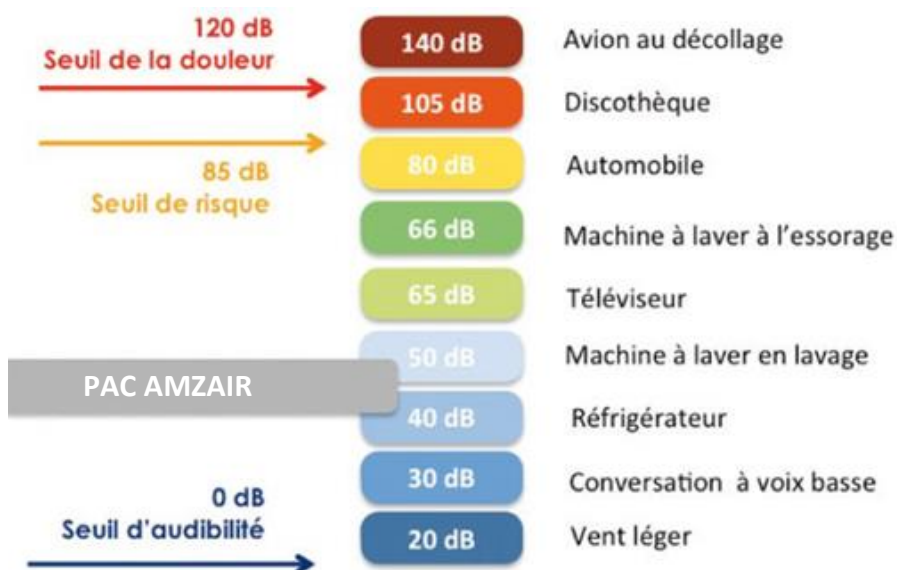 120 dB
Seuil de la douleur
140 dB Avion au décollage
105 dB Discothèque
80 dB Automobile
85 dB
Seuil de risque
66 dB Machine à laver à l'essorage
65 dB Téléviseur
50 dB Machine à laver en lavage
PAC AMZAIR
40 dB Réfrigérateur
30 dB Conversation à voix basse
0 dB
Seuil d'audibilité
20 dB Vent léger